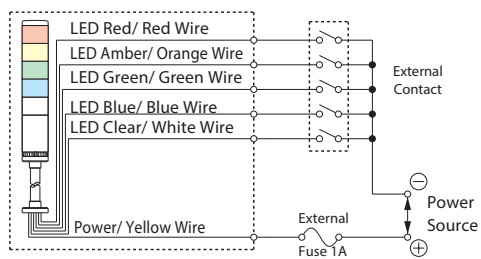 LED Red/ Red Wire
LED Amber/ Orange Wire
LED Green/ Green Wire
LED Blue/ Blue Wire
LED Clear/ White Wire
External
Contact
−
Power
Source
+
Power/ Yellow Wire
External
Fuse 1A